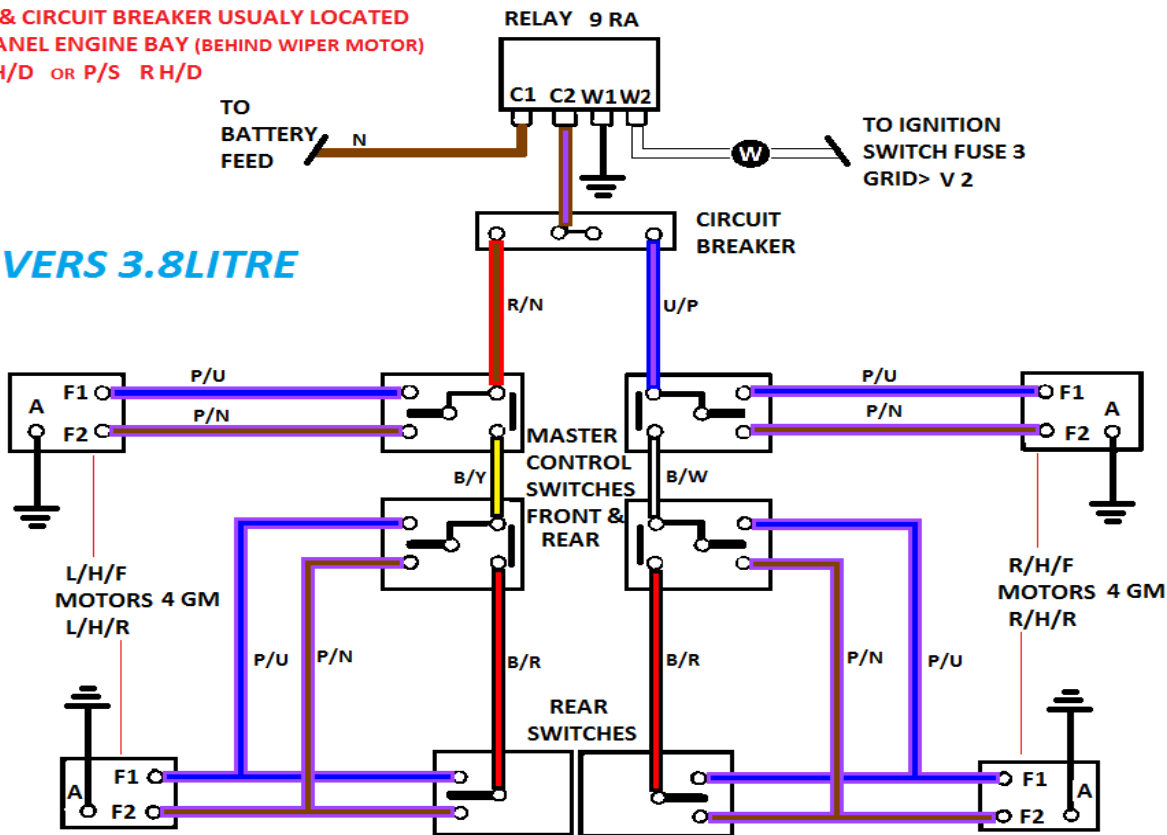 & CIRCUIT BREAKER USUALY LOCATED
ANEL ENGINE BAY (BEHIND WIPER MOTOR)
H/D OR P/S R H/D
RELAY 9 RA
C1 C2 W1 W2
TO
BATTERY
FEED
N
W
TO IGNITION
SWITCH FUSE 3
GRID> V 2
CIRCUIT
BREAKER
VERS 3.8LITRE
R/N
U/P
P/U
P/N
F1
A
F2
P/U
P/N
F1
A
F2
MASTER
CONTROL
SWITCHES
FRONT &
REAR
B/Y
B/W
L/H/F
MOTORS 4 GM
L/H/R
R/H/F
MOTORS 4 GM
R/H/R
P/U
P/N
B/R
B/R
P/N
P/U
REAR
SWITCHES
F1
A
F2
F1
A
F2